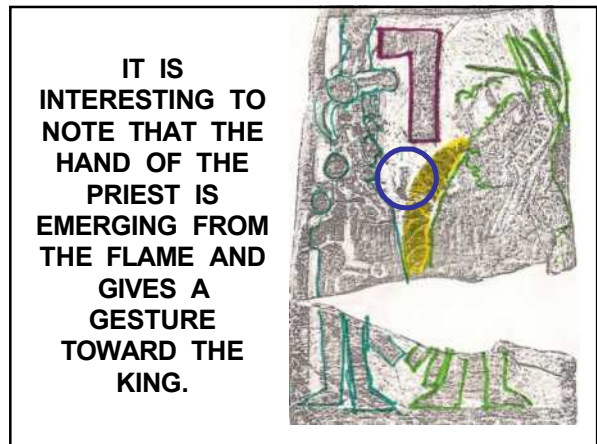 IT IS
INTERESTING TO
NOTE THAT THE
HAND OF THE
PRIEST IS
EMERGING FROM
THE FLAME AND
GIVES A
GESTURE
TOWARD THE
KING.